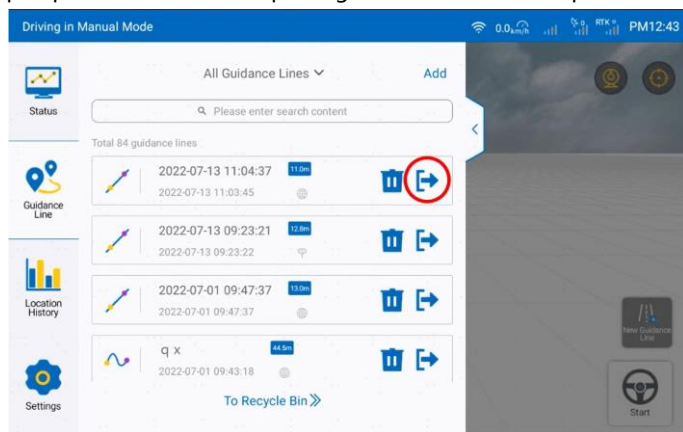 Driving in Manual Mode
0.0km/h
0
RTK
PM12:43
Status
All Guidance Lines
Add
Please enter search content
Total 84 guidance lines
2022-07-13 11:04:37 11.0m
2022-07-13 11:03:45
Guidance
Line
2022-07-13 09:23:21 12.8m
2022-07-13 09:23:22
2022-07-01 09:47:37 13.0m
2022-07-01 09:47:37
Location
History
New Guidance
Line
q x 44.5m
2022-07-01 09:43:18
To Recycle Bin
Settings
Start